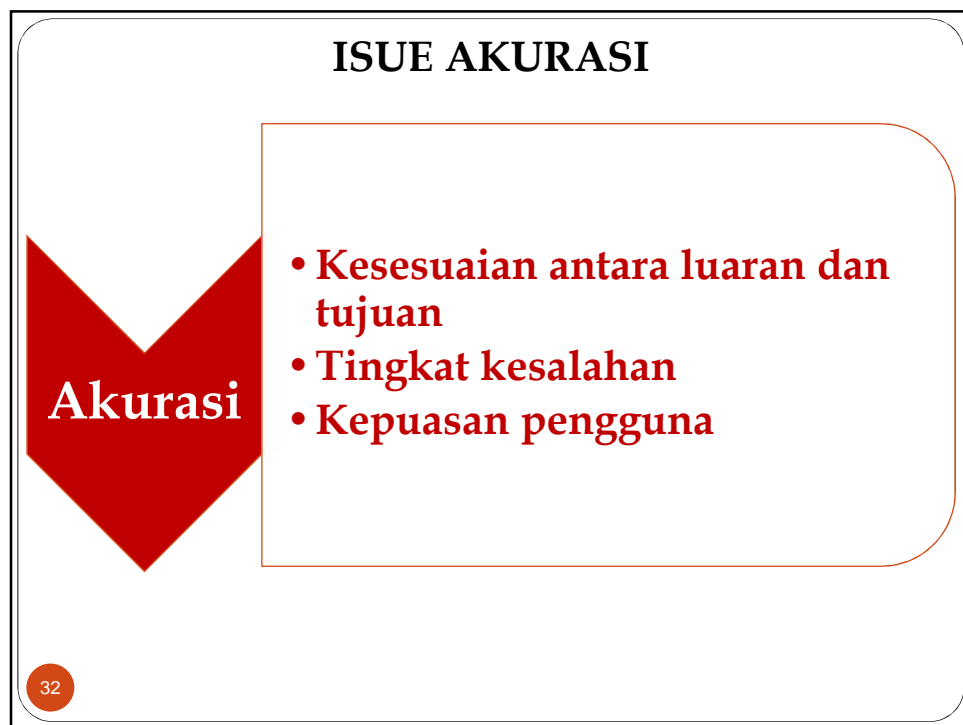 ISUE AKURASI
Akurasi
• Kesesuaian antara luaran dan
tujuan
• Tingkat kesalahan
• Kepuasan pengguna
32